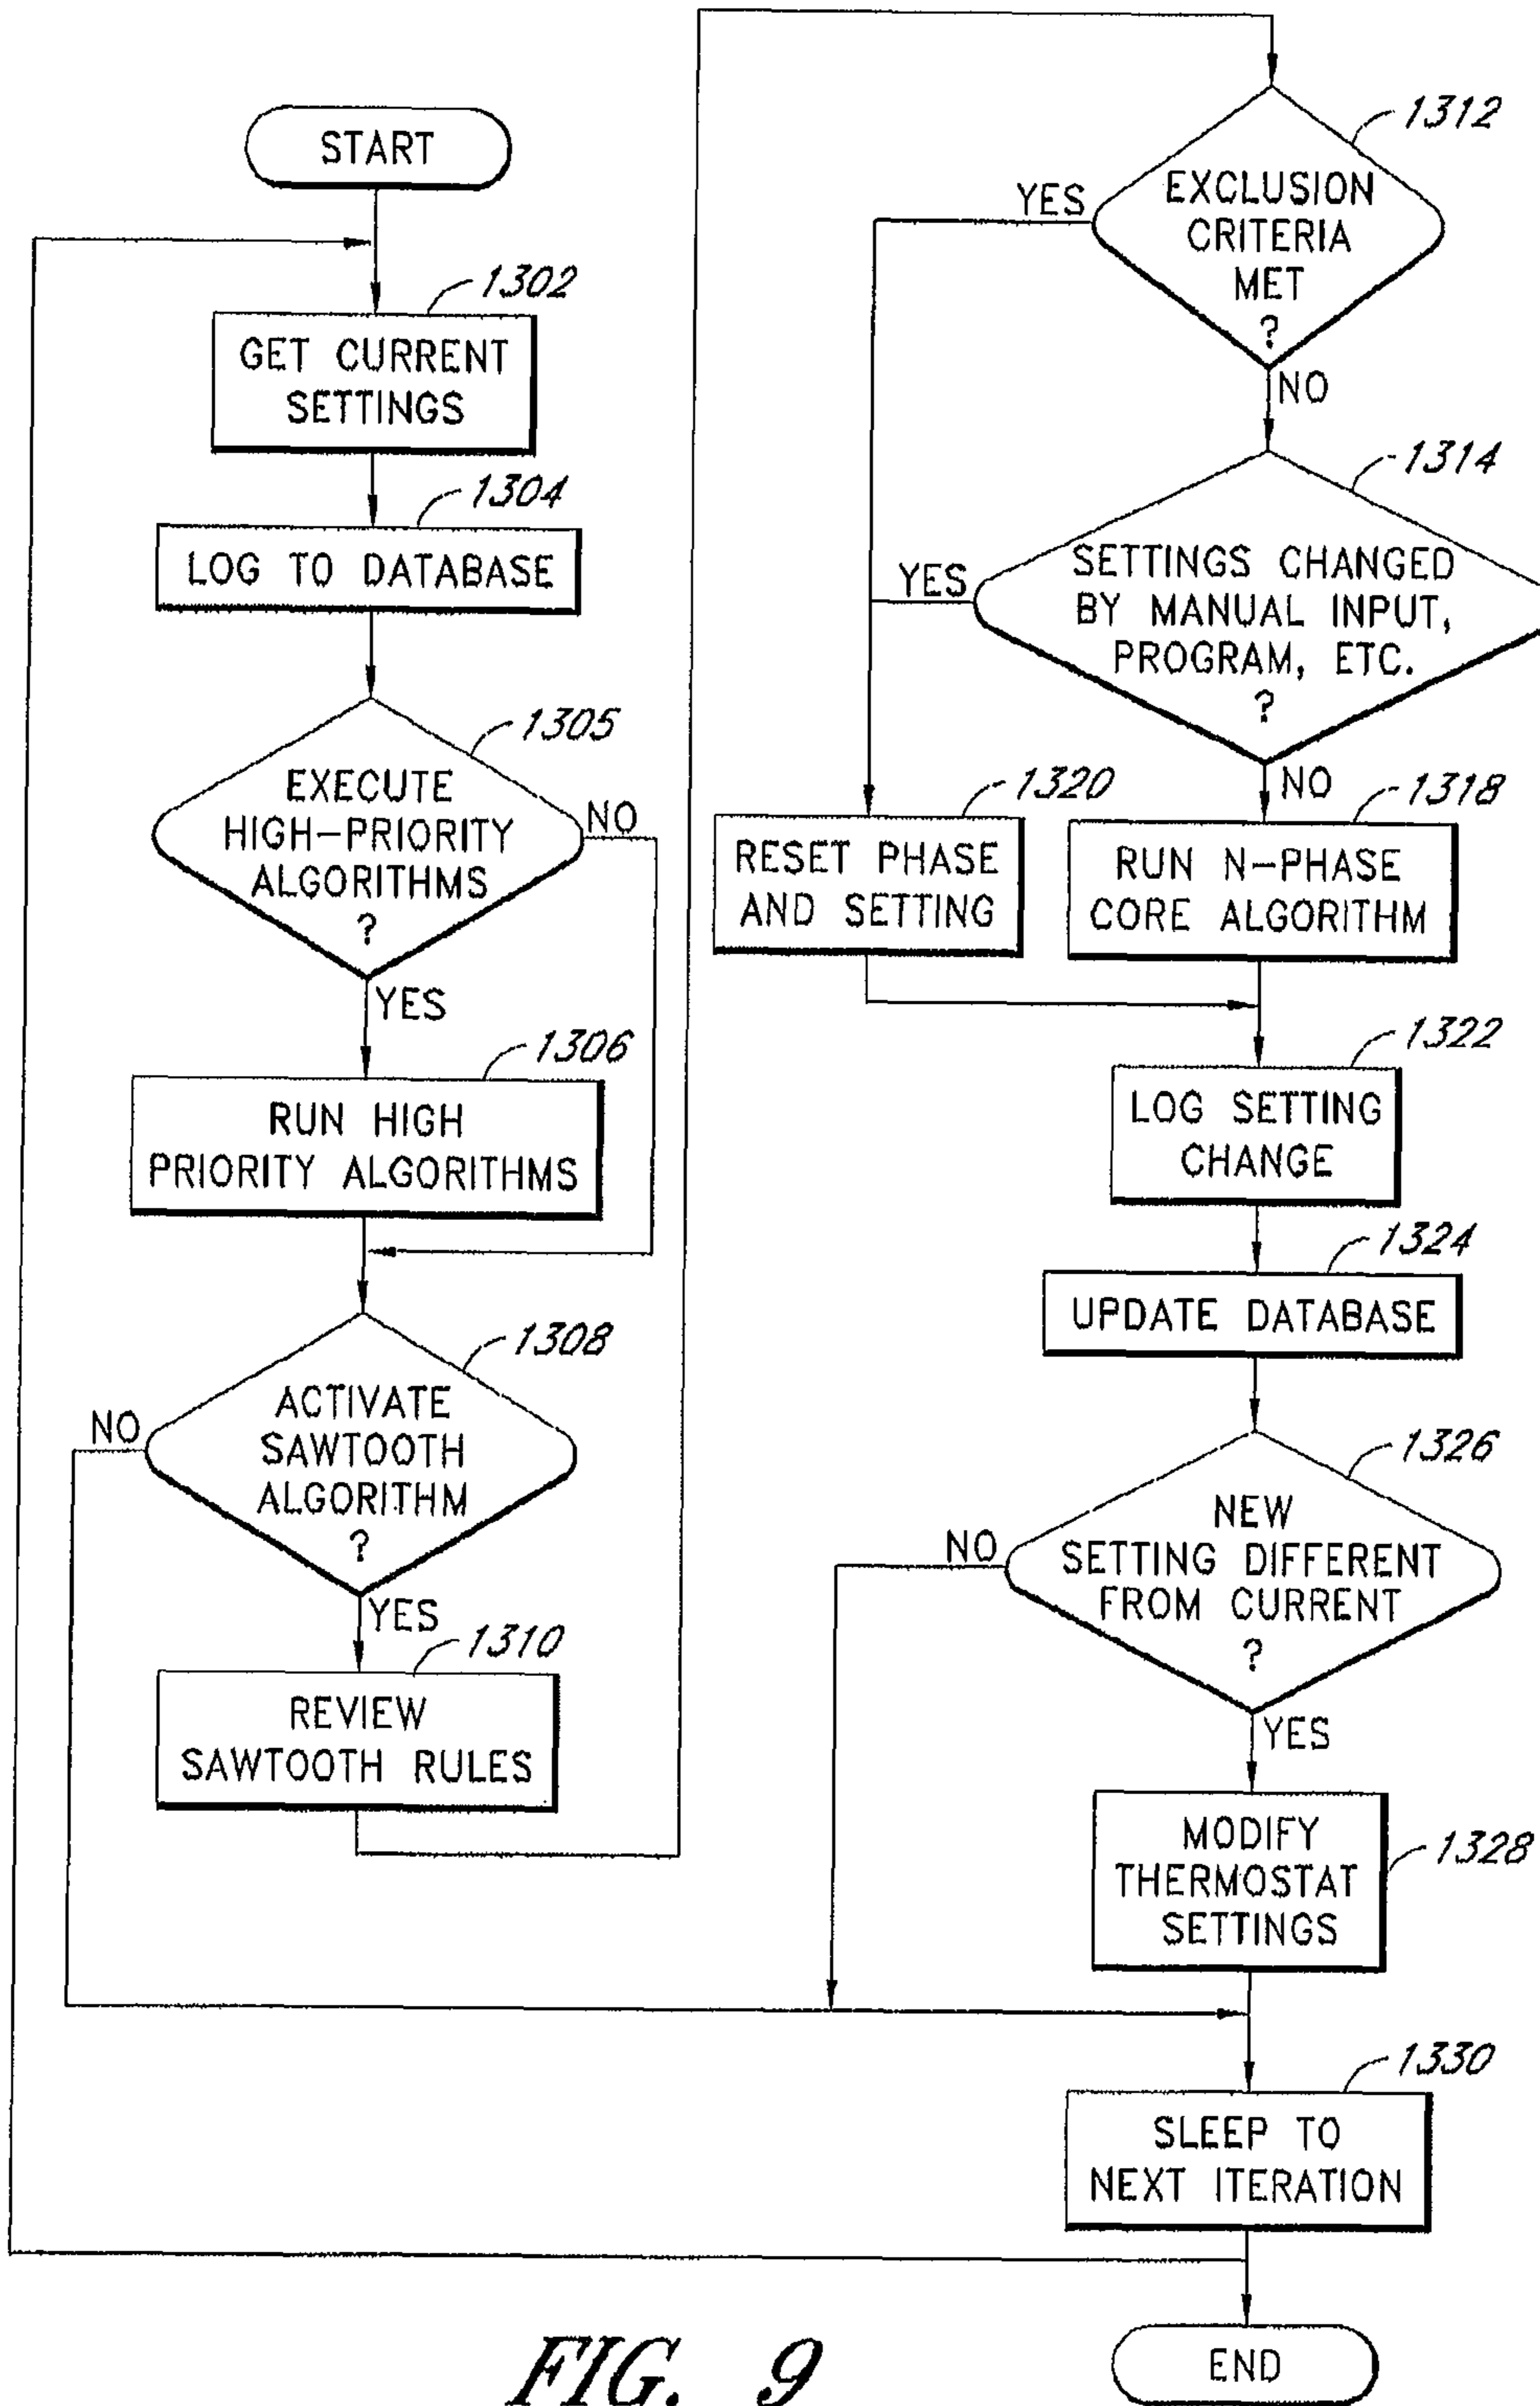 START
1302
GET CURRENT
SETTINGS
1304
LOG TO DATABASE
1305
EXECUTE
HIGH-PRIORITY
ALGORITHMS
?
NO
YES
1306
RUN HIGH
PRIORITY ALGORITHMS
1308
ACTIVATE
SAWTOOTH
ALGORITHM
?
NO
YES
1310
REVIEW
SAWTOOTH RULES
1312
EXCLUSION
CRITERIA
MET
?
YES
NO
1314
SETTINGS CHANGED
BY MANUAL INPUT,
PROGRAM, ETC.
?
YES
NO
1320
RESET PHASE
AND SETTING
1318
RUN N-PHASE
CORE ALGORITHM
1322
LOG SETTING
CHANGE
1324
UPDATE DATABASE
1326
NEW
SETTING DIFFERENT
FROM CURRENT
?
NO
YES
MODIFY
THERMOSTAT
SETTINGS
1328
1330
SLEEP TO
NEXT ITERATION
END
FIG. 9